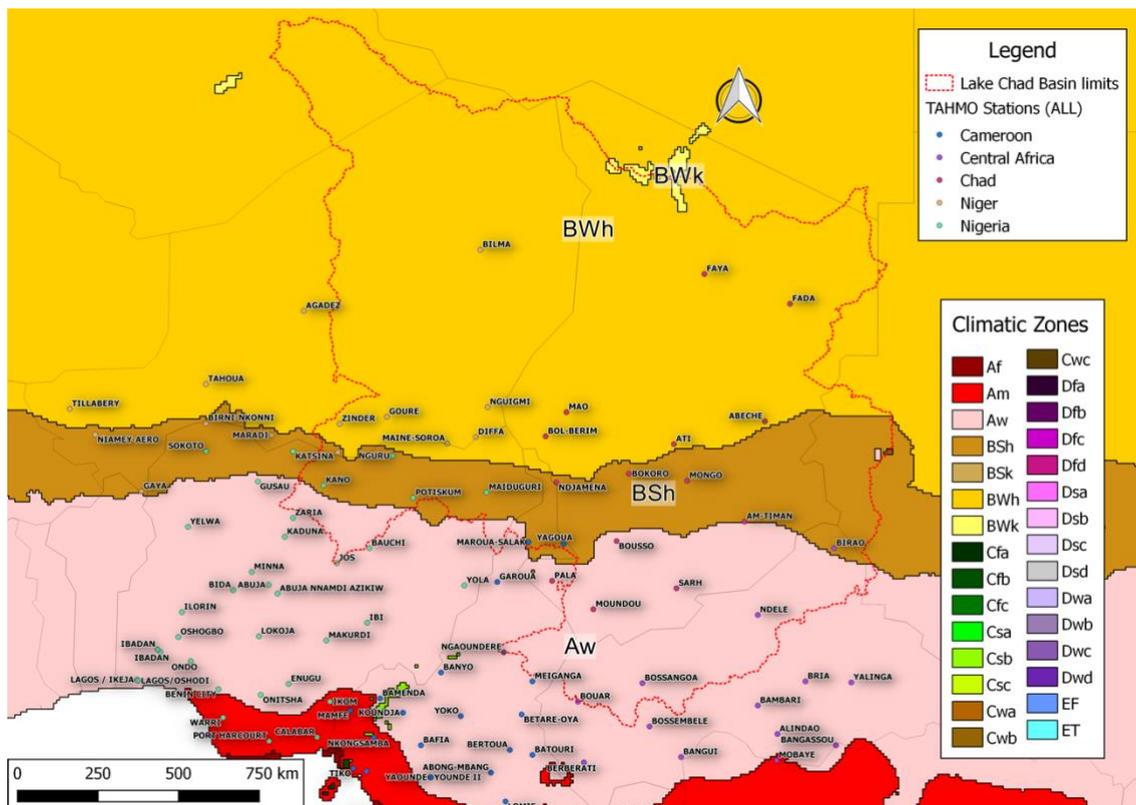 Legend
Lake Chad Basin limits
TAHMO Stations (ALL)
Cameroon
Central Africa
Chad
Niger
Nigeria
BWk
BWh
BILMA
FAYA
FADA
AGADEZ
TAHOUA
TILLABERY
BIRNI-NKONNI
ZINDER
GOURE
NGUIGMI
MAO
ABECHE
NIAMEY-AERO
SOKOTO
MARADI
MAINE-SOROA
DIFFA
BOL-BERIM
ATI
KATSINA
NGURU
GAYA
GUSAU
KANO
POTISKUM
MAIDUGURI
NDJAMENA
BOKORO
MONGO
BSh
YELWA
ZARIA
KADUNA
AM-TIMAN
BAUCHI
MAROUA-SALAK
YAGOUA
BOUSSO
BIRAO
JOS
MINNA
BIDA
ABUJA
ABUJA NNAMDI AZIKIW
YOLA
GAROUA
PALA
SARH
ILORIN
MOUNDOU
NDELE
IBI
OSHOGBO
LOKOJA
MAKURDI
IBADAN
IBADAN
NGAOUNDERE
Aw
ONDO
BANYO
LAGOS / IKEJA
LAGOS/OSHODI
ENUGU
MEIGANGA
BOSSANGOA
BRIA
YALINGA
BENIN CITY
ONITSHA
IKOM
BAMENDA
BOUAR
BAMBARI
MAMFE
KOUNDJA
YOKO
BETARE-OYA
WARRI
BOSSEMBELE
ALINDAO
PORT HARCOURT
CALABAR
NKONGSAMBA
BAFIA
BERTOUA
BATOURI
BANGASSOU
BANGUI
MOBAYE
TIKO
ABONG-MBANG
BERBERATI
YAOUNDE
YOUNDE II
LOMIE
0 250 500 750 km
Climatic Zones
Af
Am
Aw
BSh
BSk
BWh
BWk
Cfa
Cfb
Cfc
Csa
Csb
Csc
Cwa
Cwb
Cwc
Dfa
Dfb
Dfc
Dfd
Dsa
Dsb
Dsc
Dsd
Dwa
Dwb
Dwc
Dwd
EF
ET